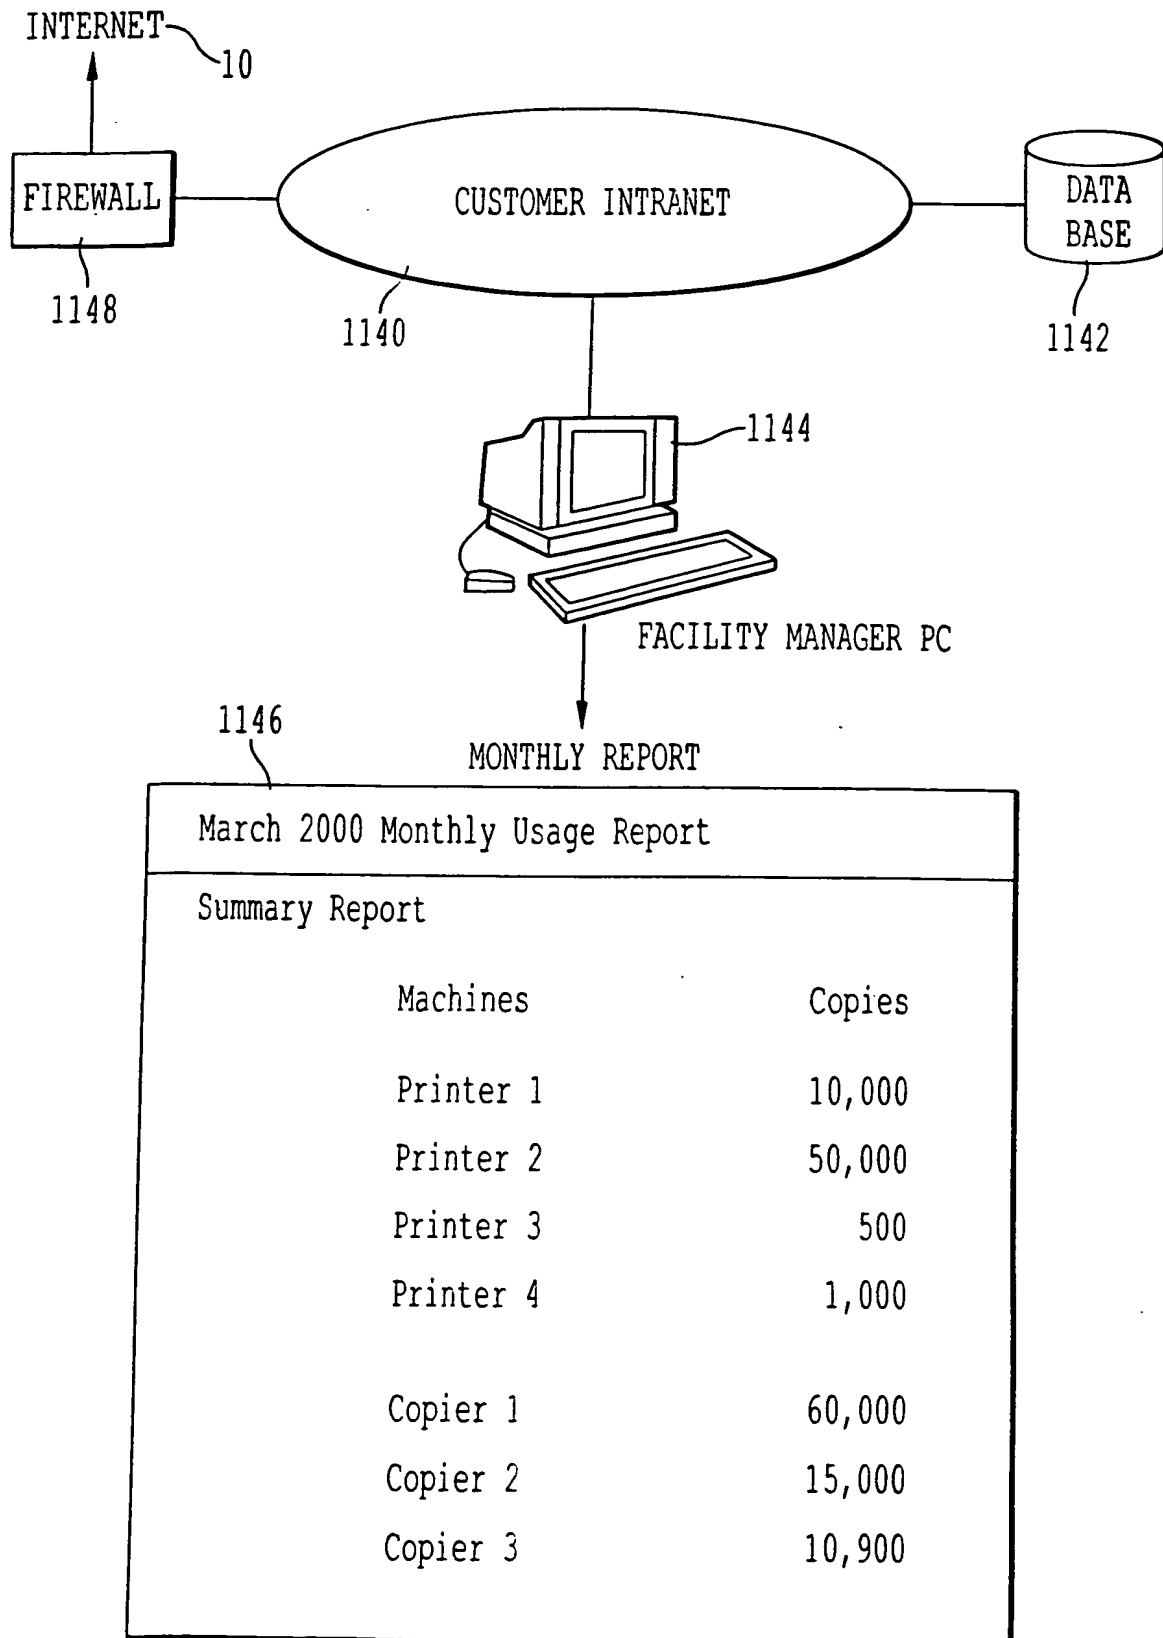 INTERNET
10
FIREWALL
CUSTOMER INTRANET
DATA
BASE
1148
1140
1142
1144
FACILITY MANAGER PC
1146
MONTHLY REPORT
March 2000 Monthly Usage Report
Summary Report
Machines Copies
Printer 1 10,000
Printer 2 50,000
Printer 3 500
Printer 4 1,000
Copier 1 60,000
Copier 2 15,000
Copier 3 10,900